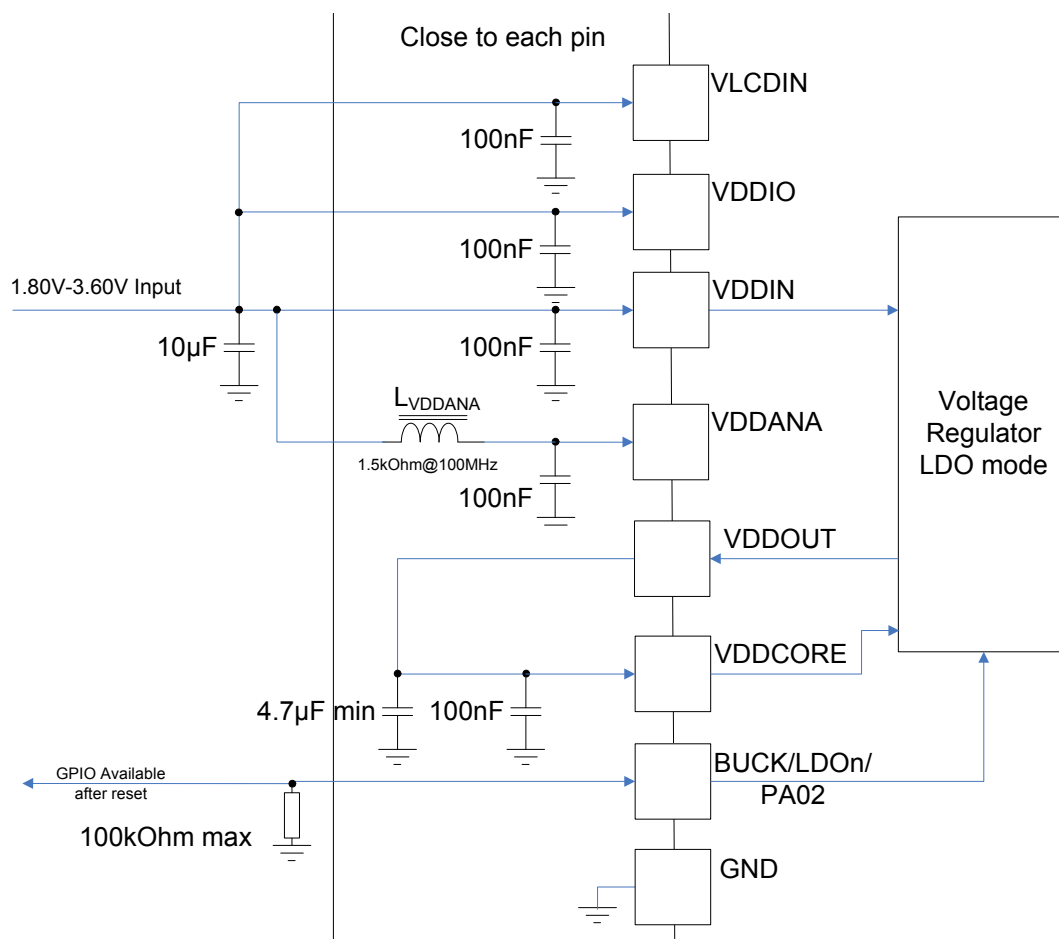 Close to each pin
VLCDIN
100nF
VDDIO
100nF
1.80V-3.60V Input
VDDIN
10µF
100nF
LVDDANA
VDDANA
1.5kOhm@100MHz
100nF
Voltage
Regulator
LDO mode
VDDOUT
VDDCORE
4.7µF min
100nF
GPIO Available
after reset
BUCK/LDOn/
PA02
100kOhm max
GND